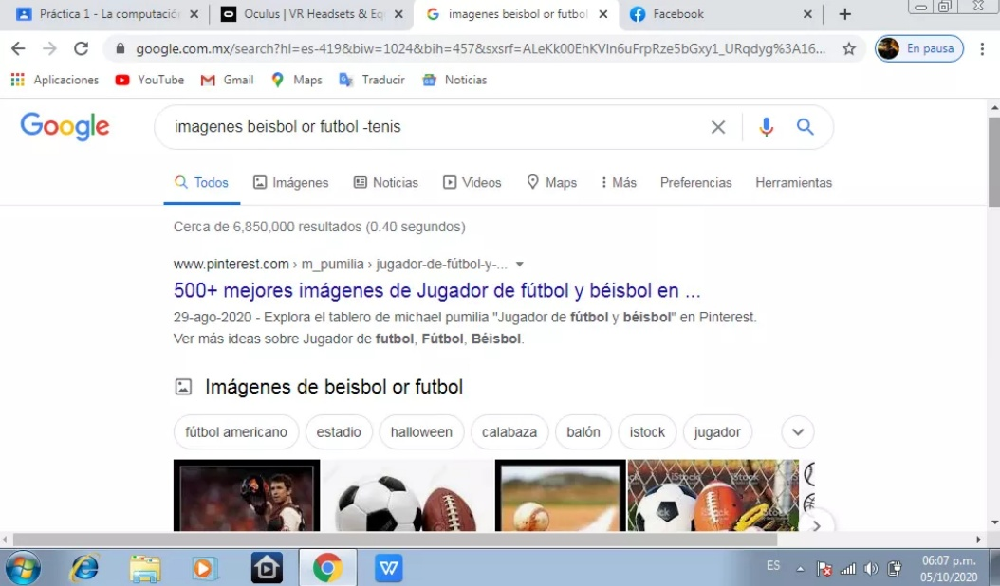 Práctica 1 - La computación
Oculus | VR Headsets & Eq
imagenes beisbol or futbol
Facebook
google.com.mx/search?hl=es-419&biw=1024&bih=457&sxsrf=ALeKk00EhKVIn6uFrpRze5bGxy1_URqdyg%3A16...
En pausa
Aplicaciones YouTube Gmail Maps Traducir Noticias
Google
imagenes beisbol or futbol -tenis
Todos Imágenes Noticias Videos Maps Más Preferencias Herramientas
Cerca de 6,850,000 resultados (0.40 segundos)
www.pinterest.com › m_pumilia › jugador-de-fútbol-y-...
500+ mejores imágenes de Jugador de fútbol y béisbol en ...
29-ago-2020 - Explora el tablero de michael pumilia "Jugador de fútbol y béisbol" en Pinterest.
Ver más ideas sobre Jugador de futbol, Fútbol, Béisbol.
Imágenes de beisbol or futbol
fútbol americano estadio halloween calabaza balón istock jugador
iStock iStock
iStock
ES
06:07 p.m.
05/10/2020